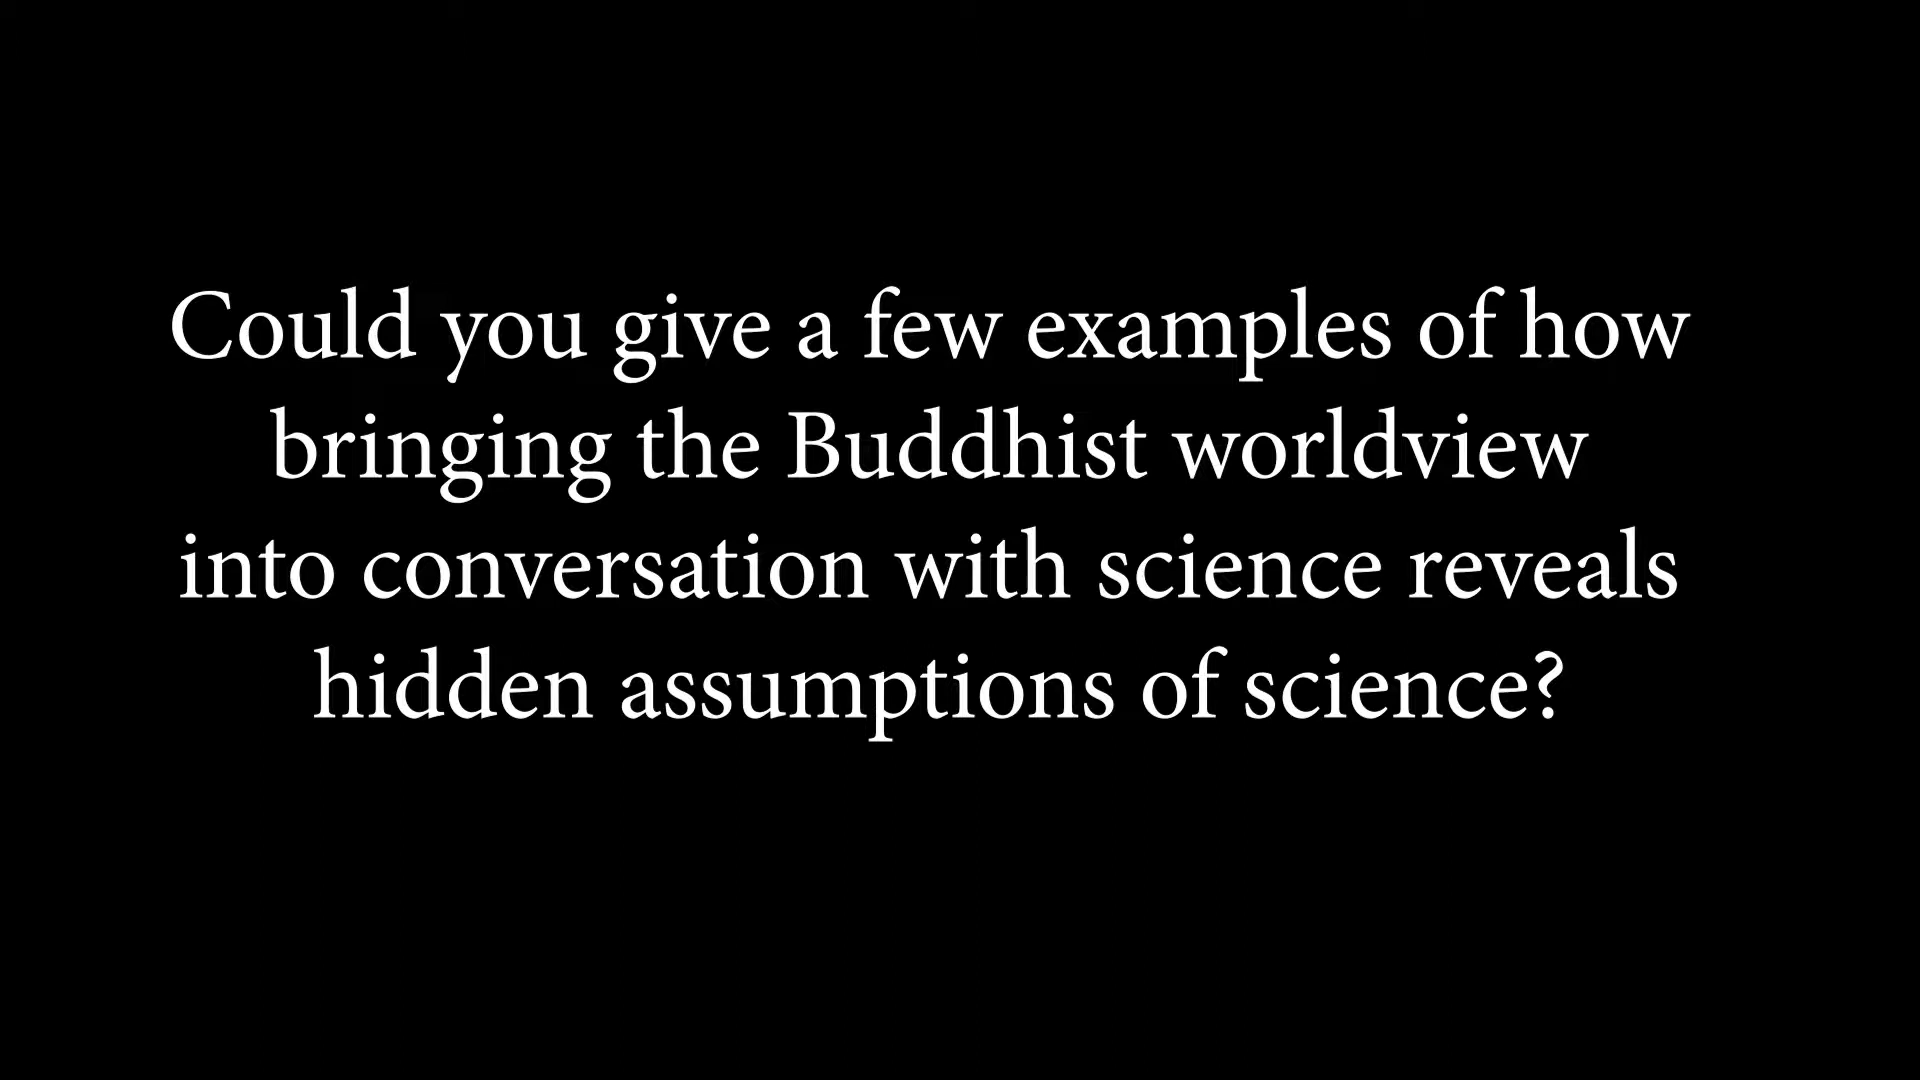 Could you give a few examples of how
bringing the Buddhist worldview
into conversation with science reveals
hidden assumptions of science?